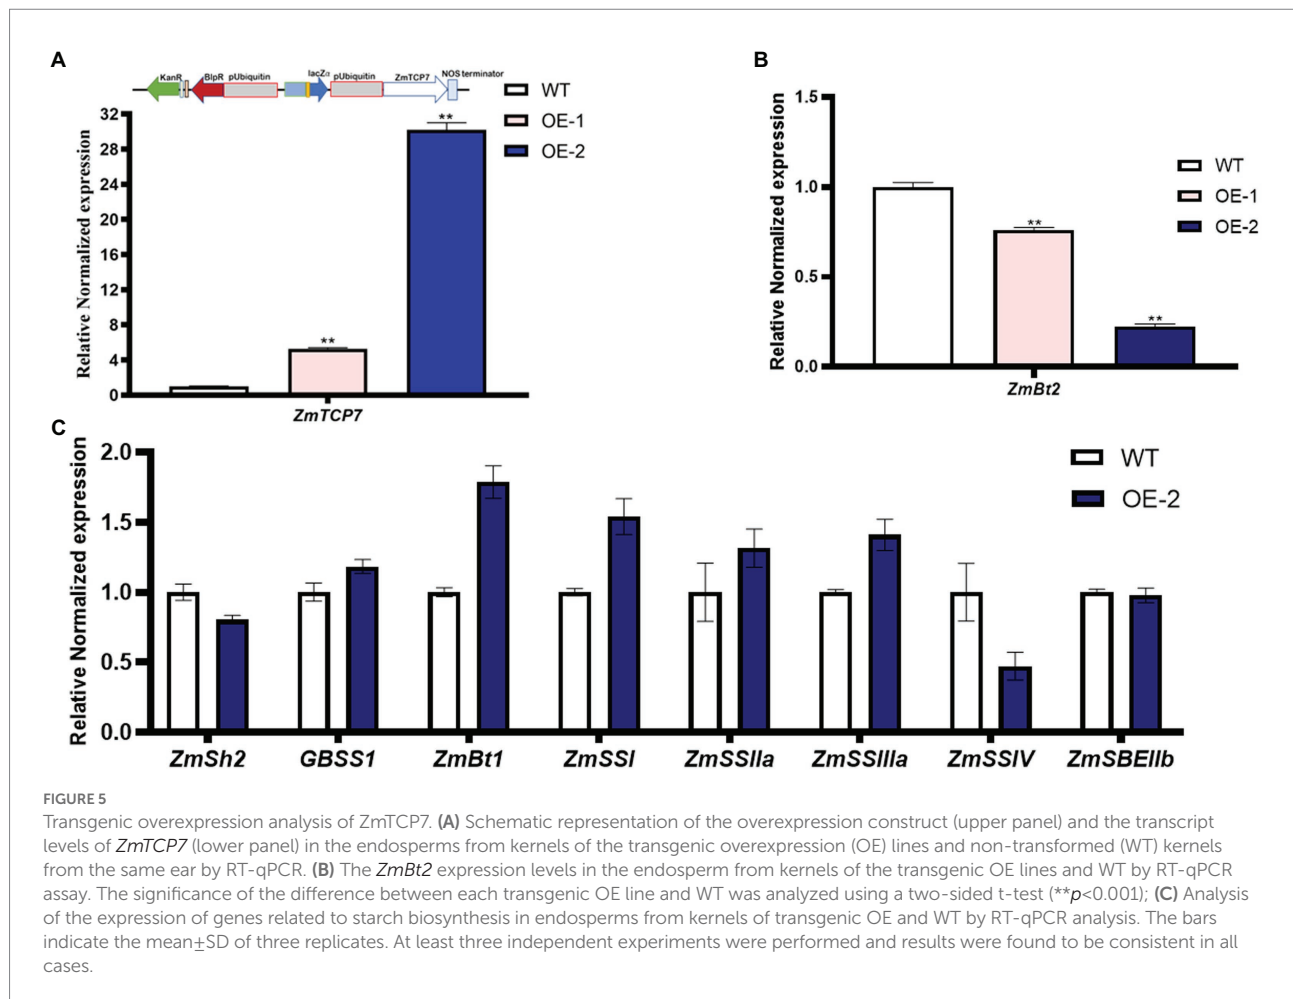 A
KanR BlpR pUbiquitin lacZα pUbiquitin ZmTCP7 NOS terminator
WT
OE-1
OE-2
Relative Normalized expression
32
28
24
20
16
12
8
4
0
**
**
ZmTCP7
B
Relative Normalized expression
1.5
1.0
0.5
0.0
**
**
ZmBt2
WT
OE-1
OE-2
C
Relative Normalized expression
2.0
1.5
1.0
0.5
0.0
WT
OE-2
ZmSh2 GBSS1 ZmBt1 ZmSSI ZmSSIIa ZmSSIIIa ZmSSIV ZmSBEIIb
FIGURE 5
Transgenic overexpression analysis of ZmTCP7. (A) Schematic representation of the overexpression construct (upper panel) and the transcript
levels of ZmTCP7 (lower panel) in the endosperms from kernels of the transgenic overexpression (OE) lines and non-transformed (WT) kernels
from the same ear by RT-qPCR. (B) The ZmBt2 expression levels in the endosperm from kernels of the transgenic OE lines and WT by RT-qPCR
assay. The significance of the difference between each transgenic OE line and WT was analyzed using a two-sided t-test (**p<0.001); (C) Analysis
of the expression of genes related to starch biosynthesis in endosperms from kernels of transgenic OE and WT by RT-qPCR analysis. The bars
indicate the mean±SD of three replicates. At least three independent experiments were performed and results were found to be consistent in all
cases.